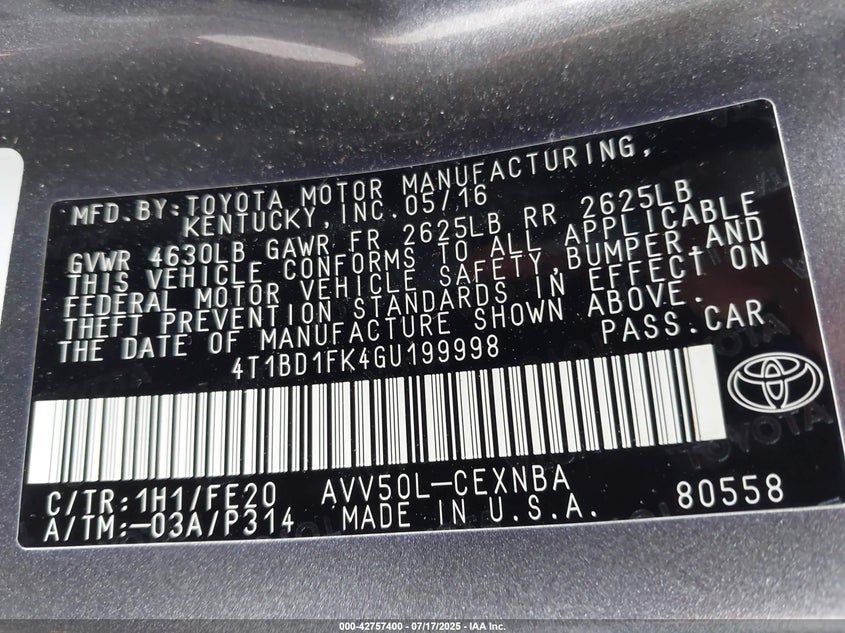 MFD.BY:TOYOTA MOTOR MANUFACTURING,
KENTUCKY,INC.05/16
GVWR 4630LB GAWR FR 2625LB RR 2625LB
THIS VEHICLE CONFORMS TO ALL APPLICABLE
FEDERAL MOTOR VEHICLE SAFETY,BUMPER,AND
THEFT PREVENTION STANDARDS IN EFFECT ON
THE DATE OF MANUFACTURE SHOWN ABOVE.
4T1BD1FK4GU199998 PASS.CAR
TOYOTA
C/TR:1H1/FE20 AVV50L-CEXNBA 80558
A/TM:-03A/P314 MADE IN U.S.A.
000-42757400 | 07/17/2025 - IAA Inc.